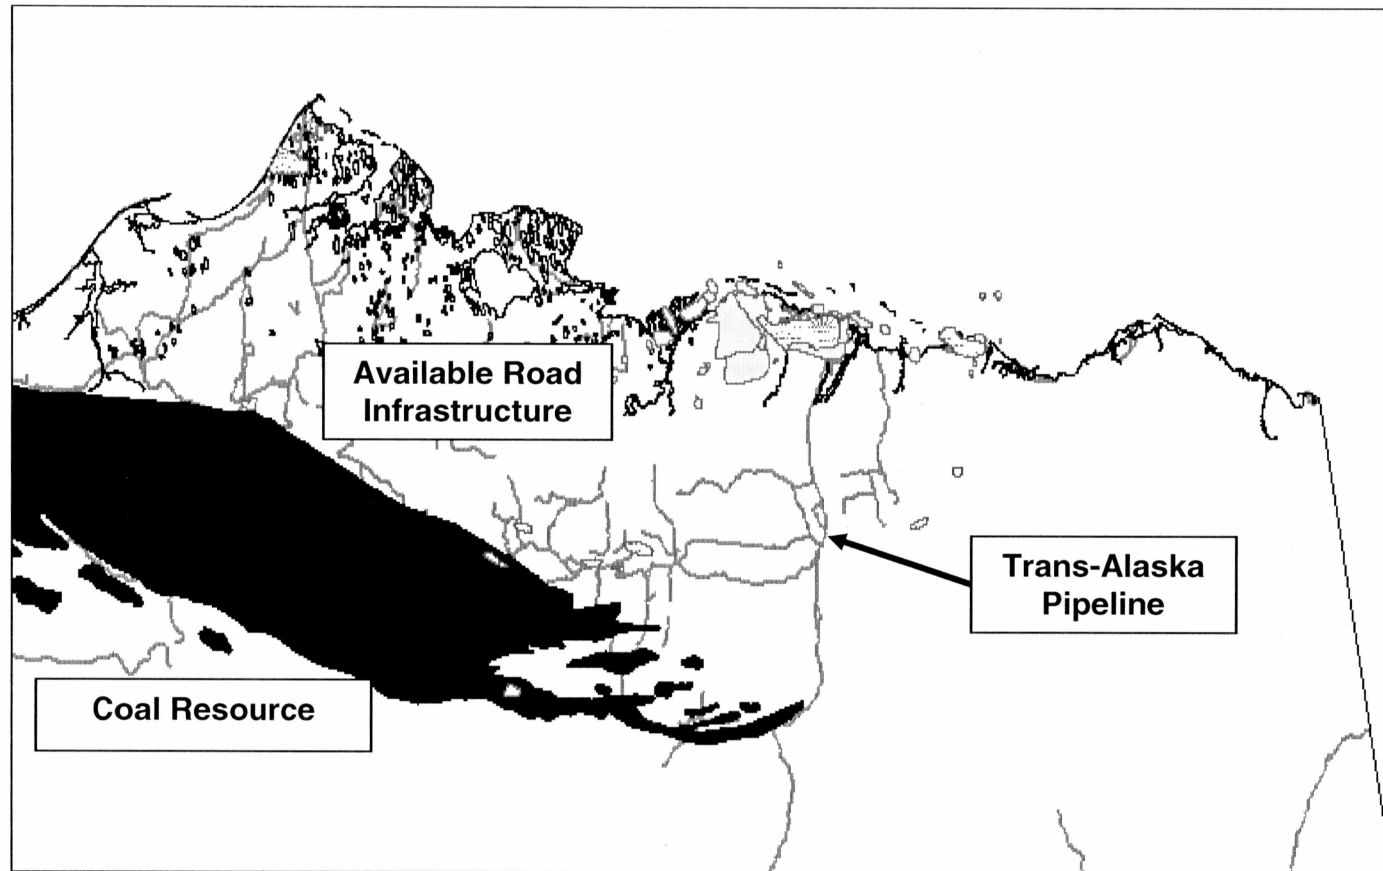 Available Road
Infrastructure
Trans-Alaska
Pipeline
Coal Resource